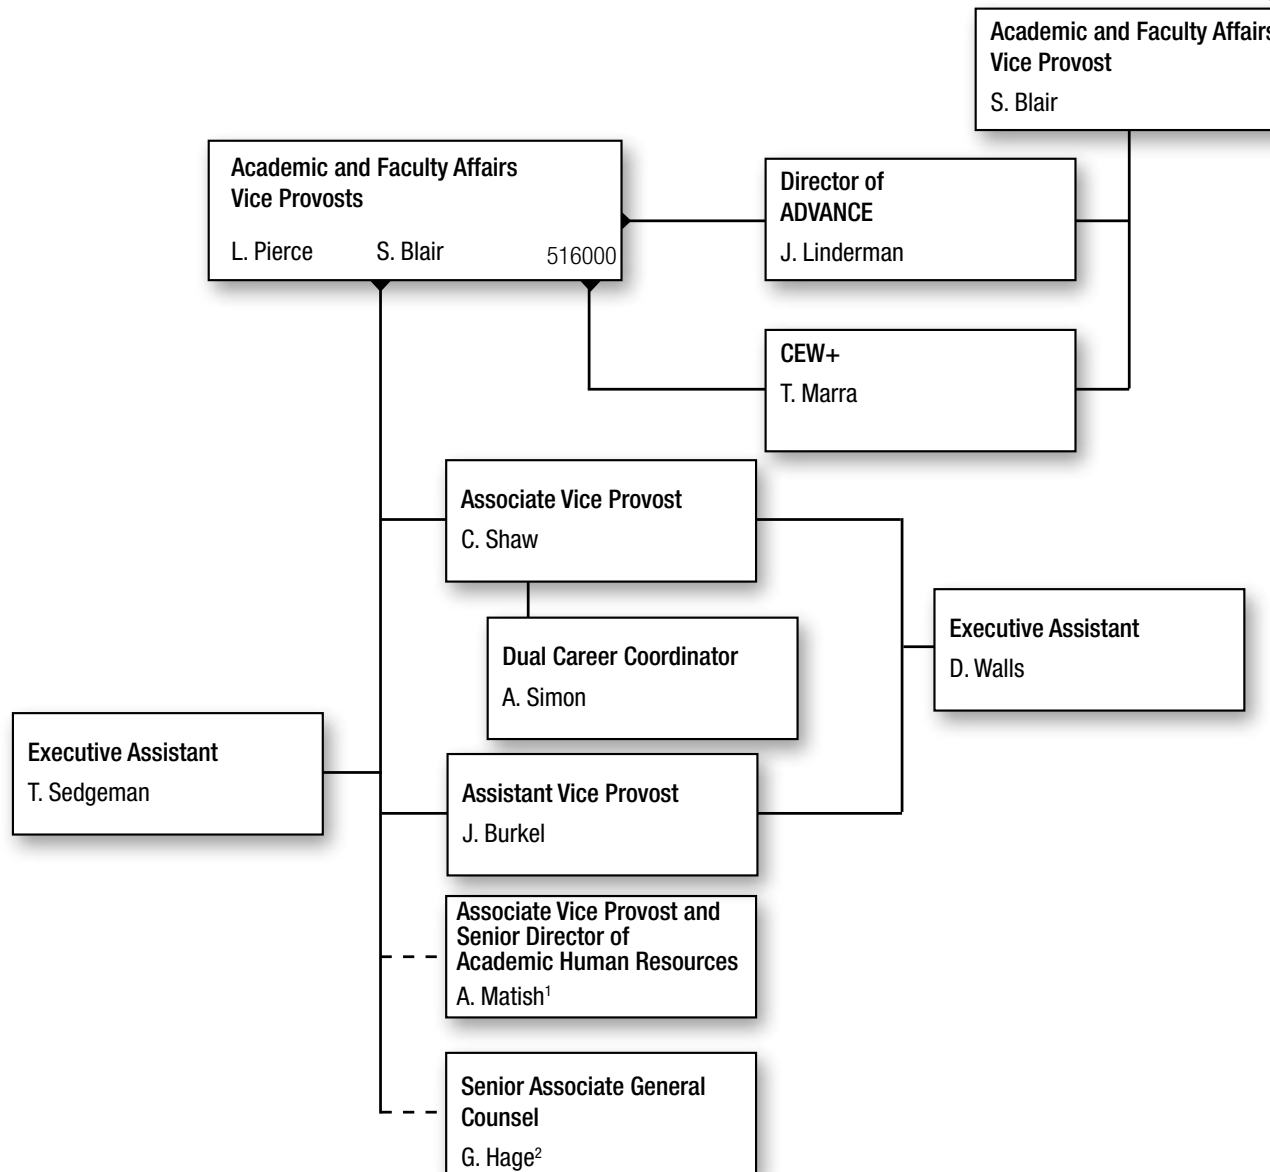 Academic and Faculty Affairs
Vice Provost
S. Blair
Academic and Faculty Affairs
Vice Provosts
L. Pierce S. Blair 516000
Director of
ADVANCE
J. Linderman
CEW+
T. Marra
Associate Vice Provost
C. Shaw
Executive Assistant
D. Walls
Dual Career Coordinator
A. Simon
Executive Assistant
T. Sedgeman
Assistant Vice Provost
J. Burkel
Associate Vice Provost and
Senior Director of
Academic Human Resources
A. Matish¹
Senior Associate General
Counsel
G. Hage²